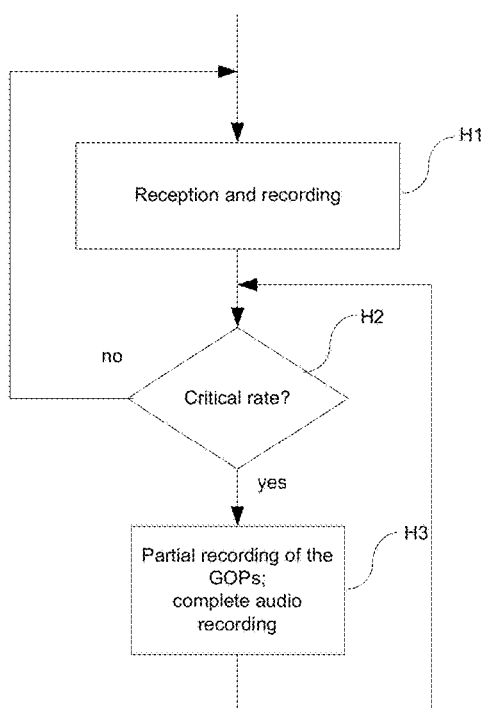 H1
Reception and recording
H2
no
Critical rate?
yes
H3
Partial recording of the
GOPs;
complete audio
recording